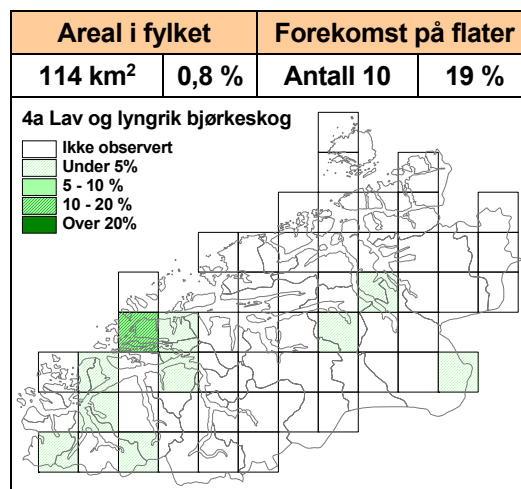 Areal i fylket Forekomst på flater
114 km² 0,8 % Antall 10 19 %
4a Lav og lyngrik bjørkeskog
Ikke observert
Under 5%
5 - 10 %
10 - 20 %
Over 20%